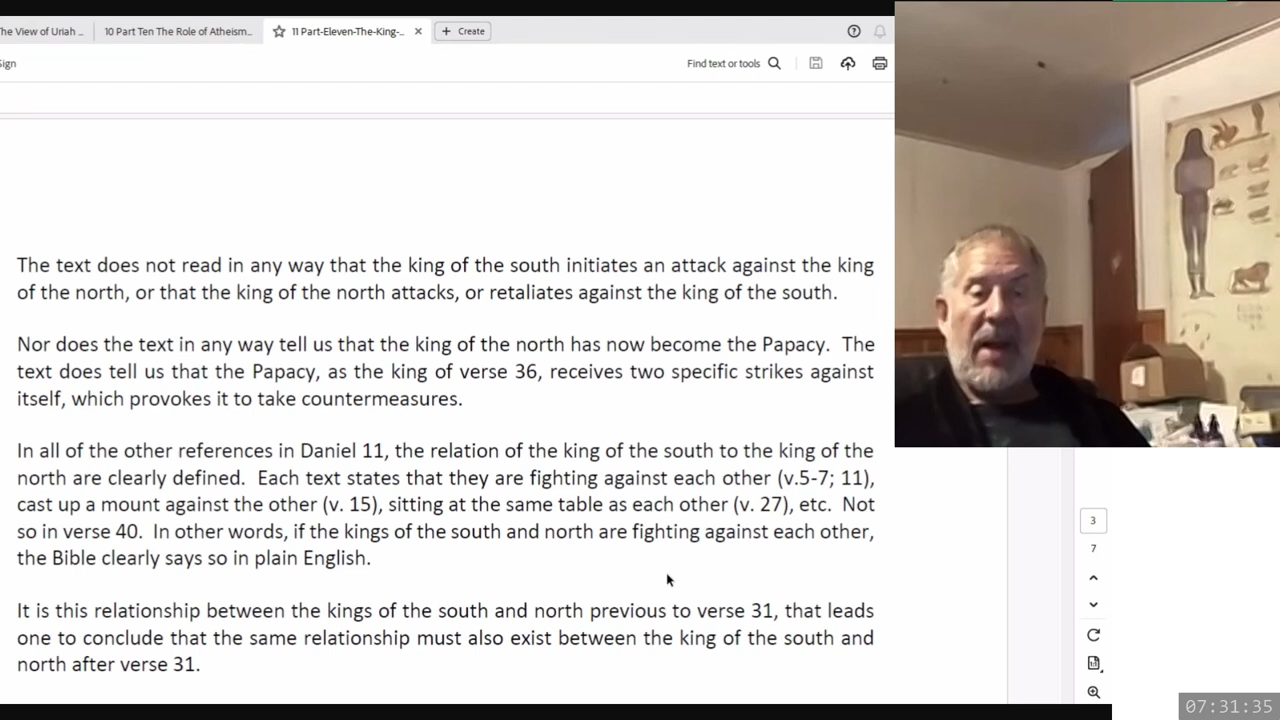 The View of Uriah ...
10 Part Ten The Role of Atheism...
11 Part-Eleven-The-King-...
Create
Sign
Find text or tools
The text does not read in any way that the king of the south initiates an attack against the king
of the north, or that the king of the north attacks, or retaliates against the king of the south.
Nor does the text in any way tell us that the king of the north has now become the Papacy. The
text does tell us that the Papacy, as the king of verse 36, receives two specific strikes against
itself, which provokes it to take countermeasures.
In all of the other references in Daniel 11, the relation of the king of the south to the king of the
north are clearly defined. Each text states that they are fighting against each other (v.5-7; 11),
cast up a mount against the other (v. 15), sitting at the same table as each other (v. 27), etc. Not
so in verse 40. In other words, if the kings of the south and north are fighting against each other,
the Bible clearly says so in plain English.
It is this relationship between the kings of the south and north previous to verse 31, that leads
one to conclude that the same relationship must also exist between the king of the south and
north after verse 31.
3
7
07:31:35